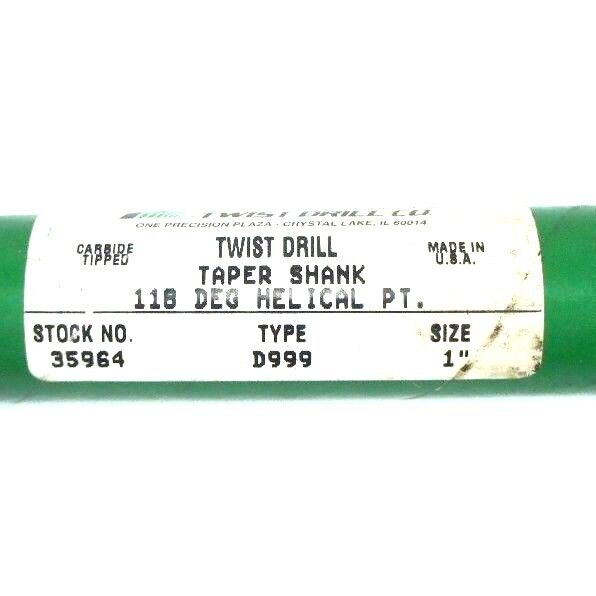 TWIST DRILL CO
ONE PRECISION PLAZA - CRYSTAL LAKE, IL 60014
CARBIDE
TIPPED
TWIST DRILL
MADE IN
U.S.A.
TAPER SHANK
118 DEG HELICAL PT.
STOCK NO. TYPE SIZE
35964 D999 1"